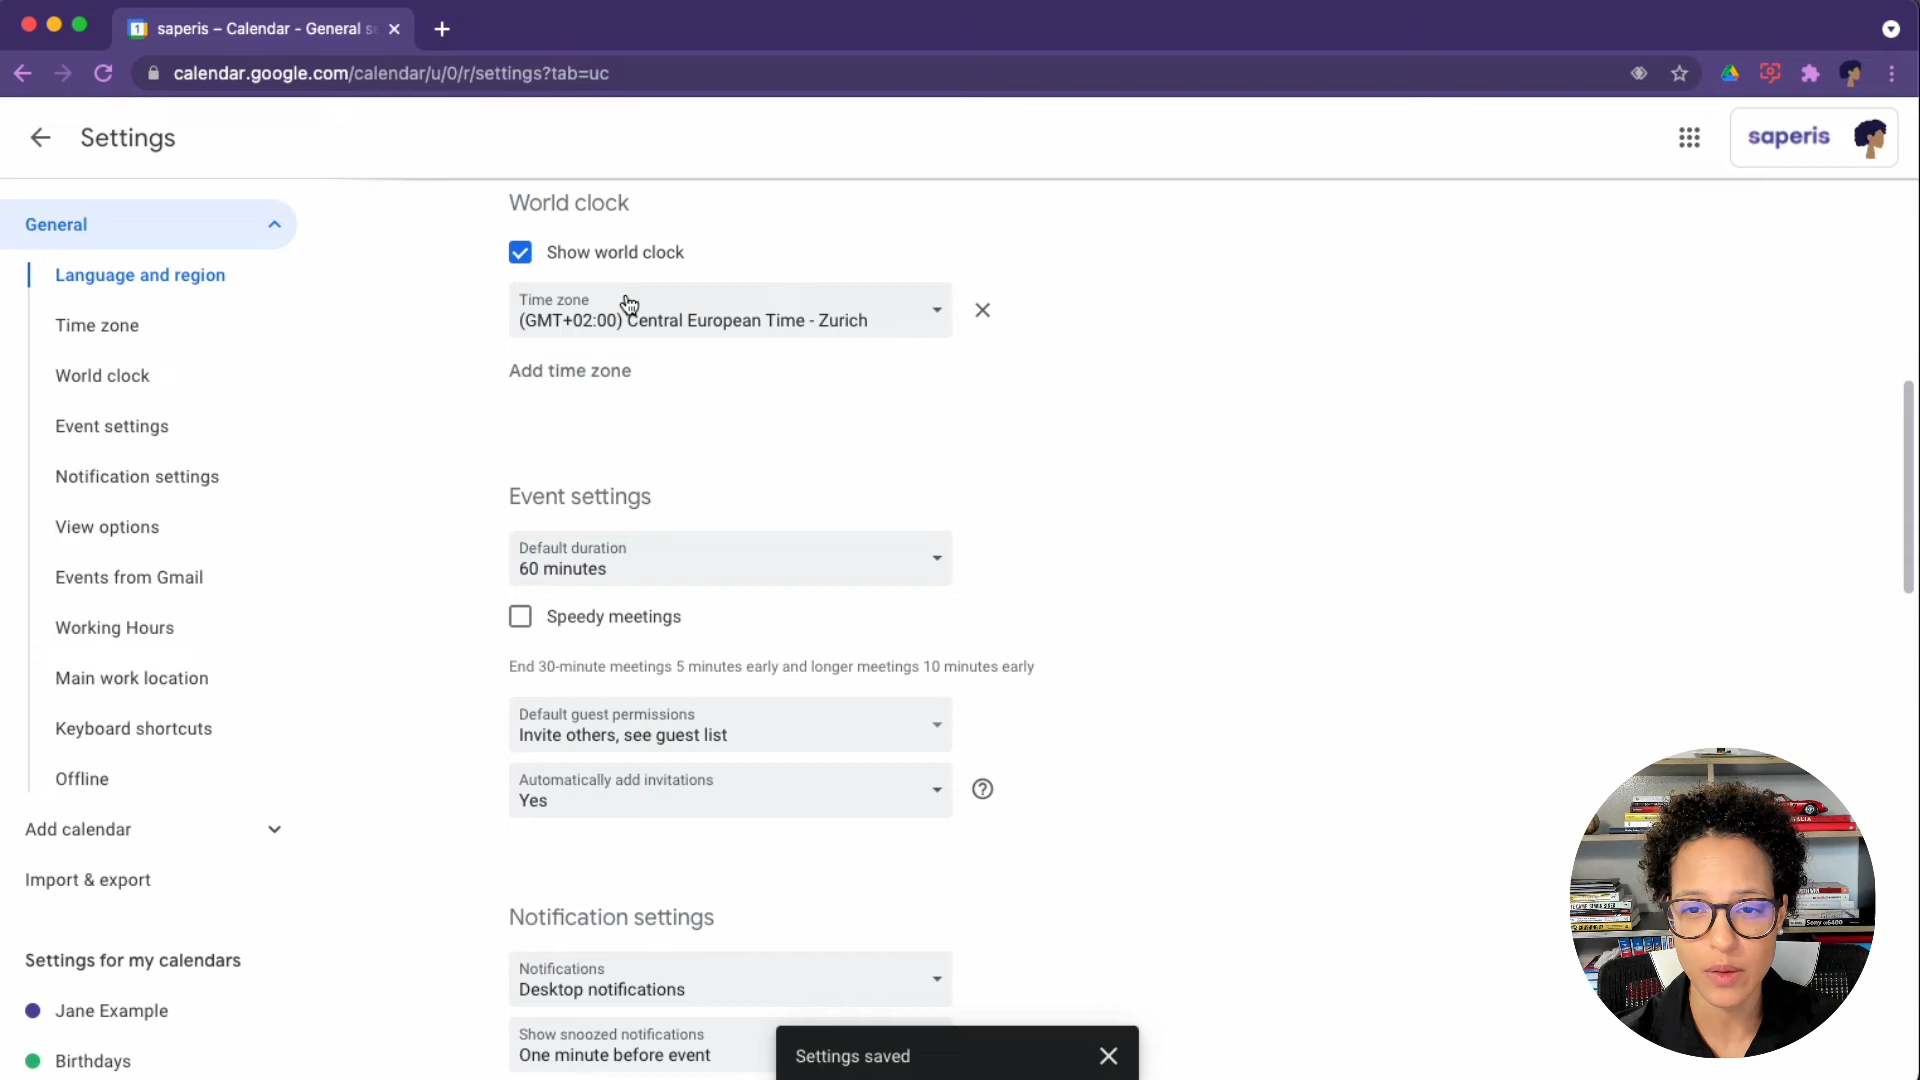 saperis – Calendar - General s
calendar.google.com/calendar/u/0/r/settings?tab=uc
Settings
saperis
General
Language and region
Time zone
World clock
Event settings
Notification settings
View options
Events from Gmail
Working Hours
Main work location
Keyboard shortcuts
Offline
Add calendar
Import & export
Settings for my calendars
Jane Example
Birthdays
World clock
Show world clock
Time zone
(GMT+02:00) Central European Time - Zurich
Add time zone
Event settings
Default duration
60 minutes
Speedy meetings
End 30-minute meetings 5 minutes early and longer meetings 10 minutes early
Default guest permissions
Invite others, see guest list
Automatically add invitations
Yes
Notification settings
Notifications
Desktop notifications
Show snoozed notifications
One minute before event
Settings saved
Sony α6400